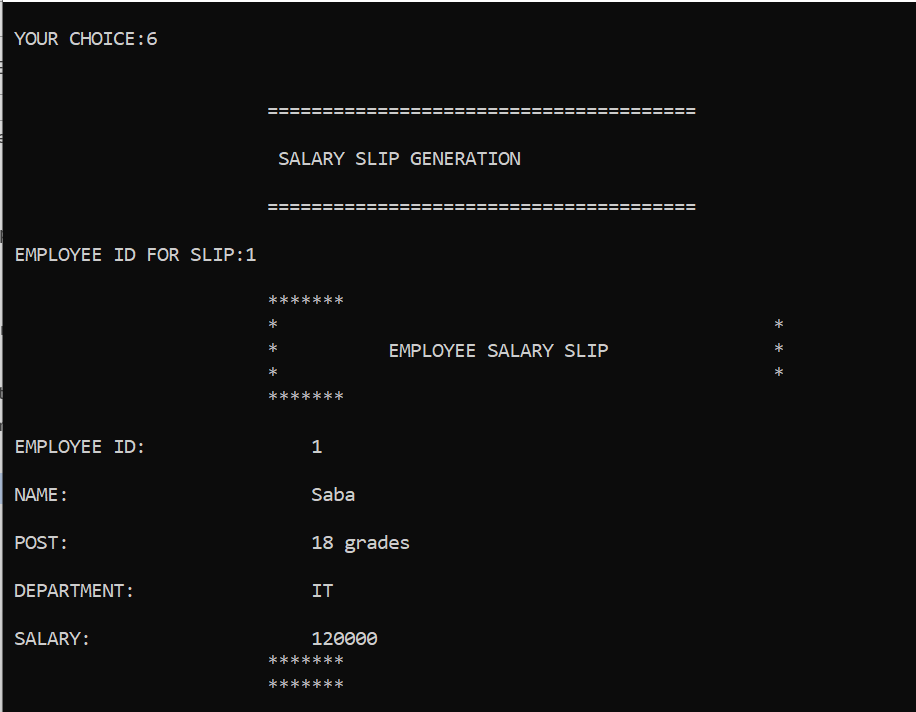 YOUR CHOICE:6
=======================================
SALARY SLIP GENERATION
=======================================
EMPLOYEE ID FOR SLIP:1
*******
* *
* EMPLOYEE SALARY SLIP *
* *
*******
EMPLOYEE ID: 1
NAME: Saba
POST: 18 grades
DEPARTMENT: IT
SALARY: 120000
*******
*******